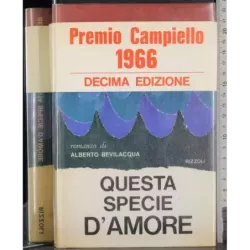 Premio Campiello
1966
DECIMA EDIZIONE
romanzo di
ALBERTO BEVILACQUA
RIZZOLI
QUESTA
SPECIE
D'AMORE